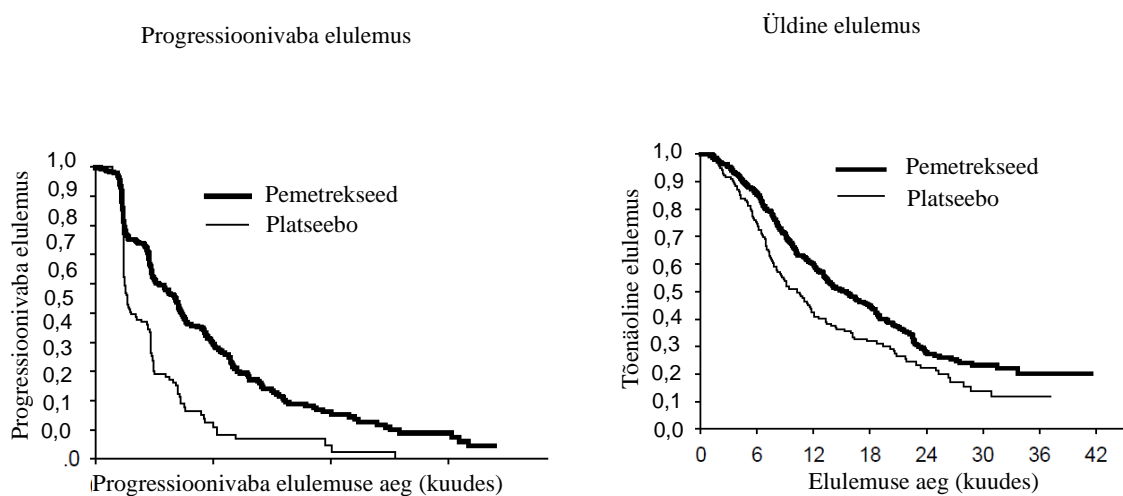 Progressioonivaba elulemus
Üldine elulemus
Progressioonivaba elulemus
1,0
0,9
0,8
0,7
0,6
0,5
0,4
0,3
0,2
0,1
0,0
.0
Pemetrekseed
Platseebo
Progressioonivaba elulemuse aeg (kuudes)
Tõenäoline elulemus
1,0
0,9
0,8
0,7
0,6
0,5
0,4
0,3
0,2
0,1
0,0
Pemetrekseed
Platseebo
0 6 12 18 24 30 36 42
Elulemuse aeg (kuudes)